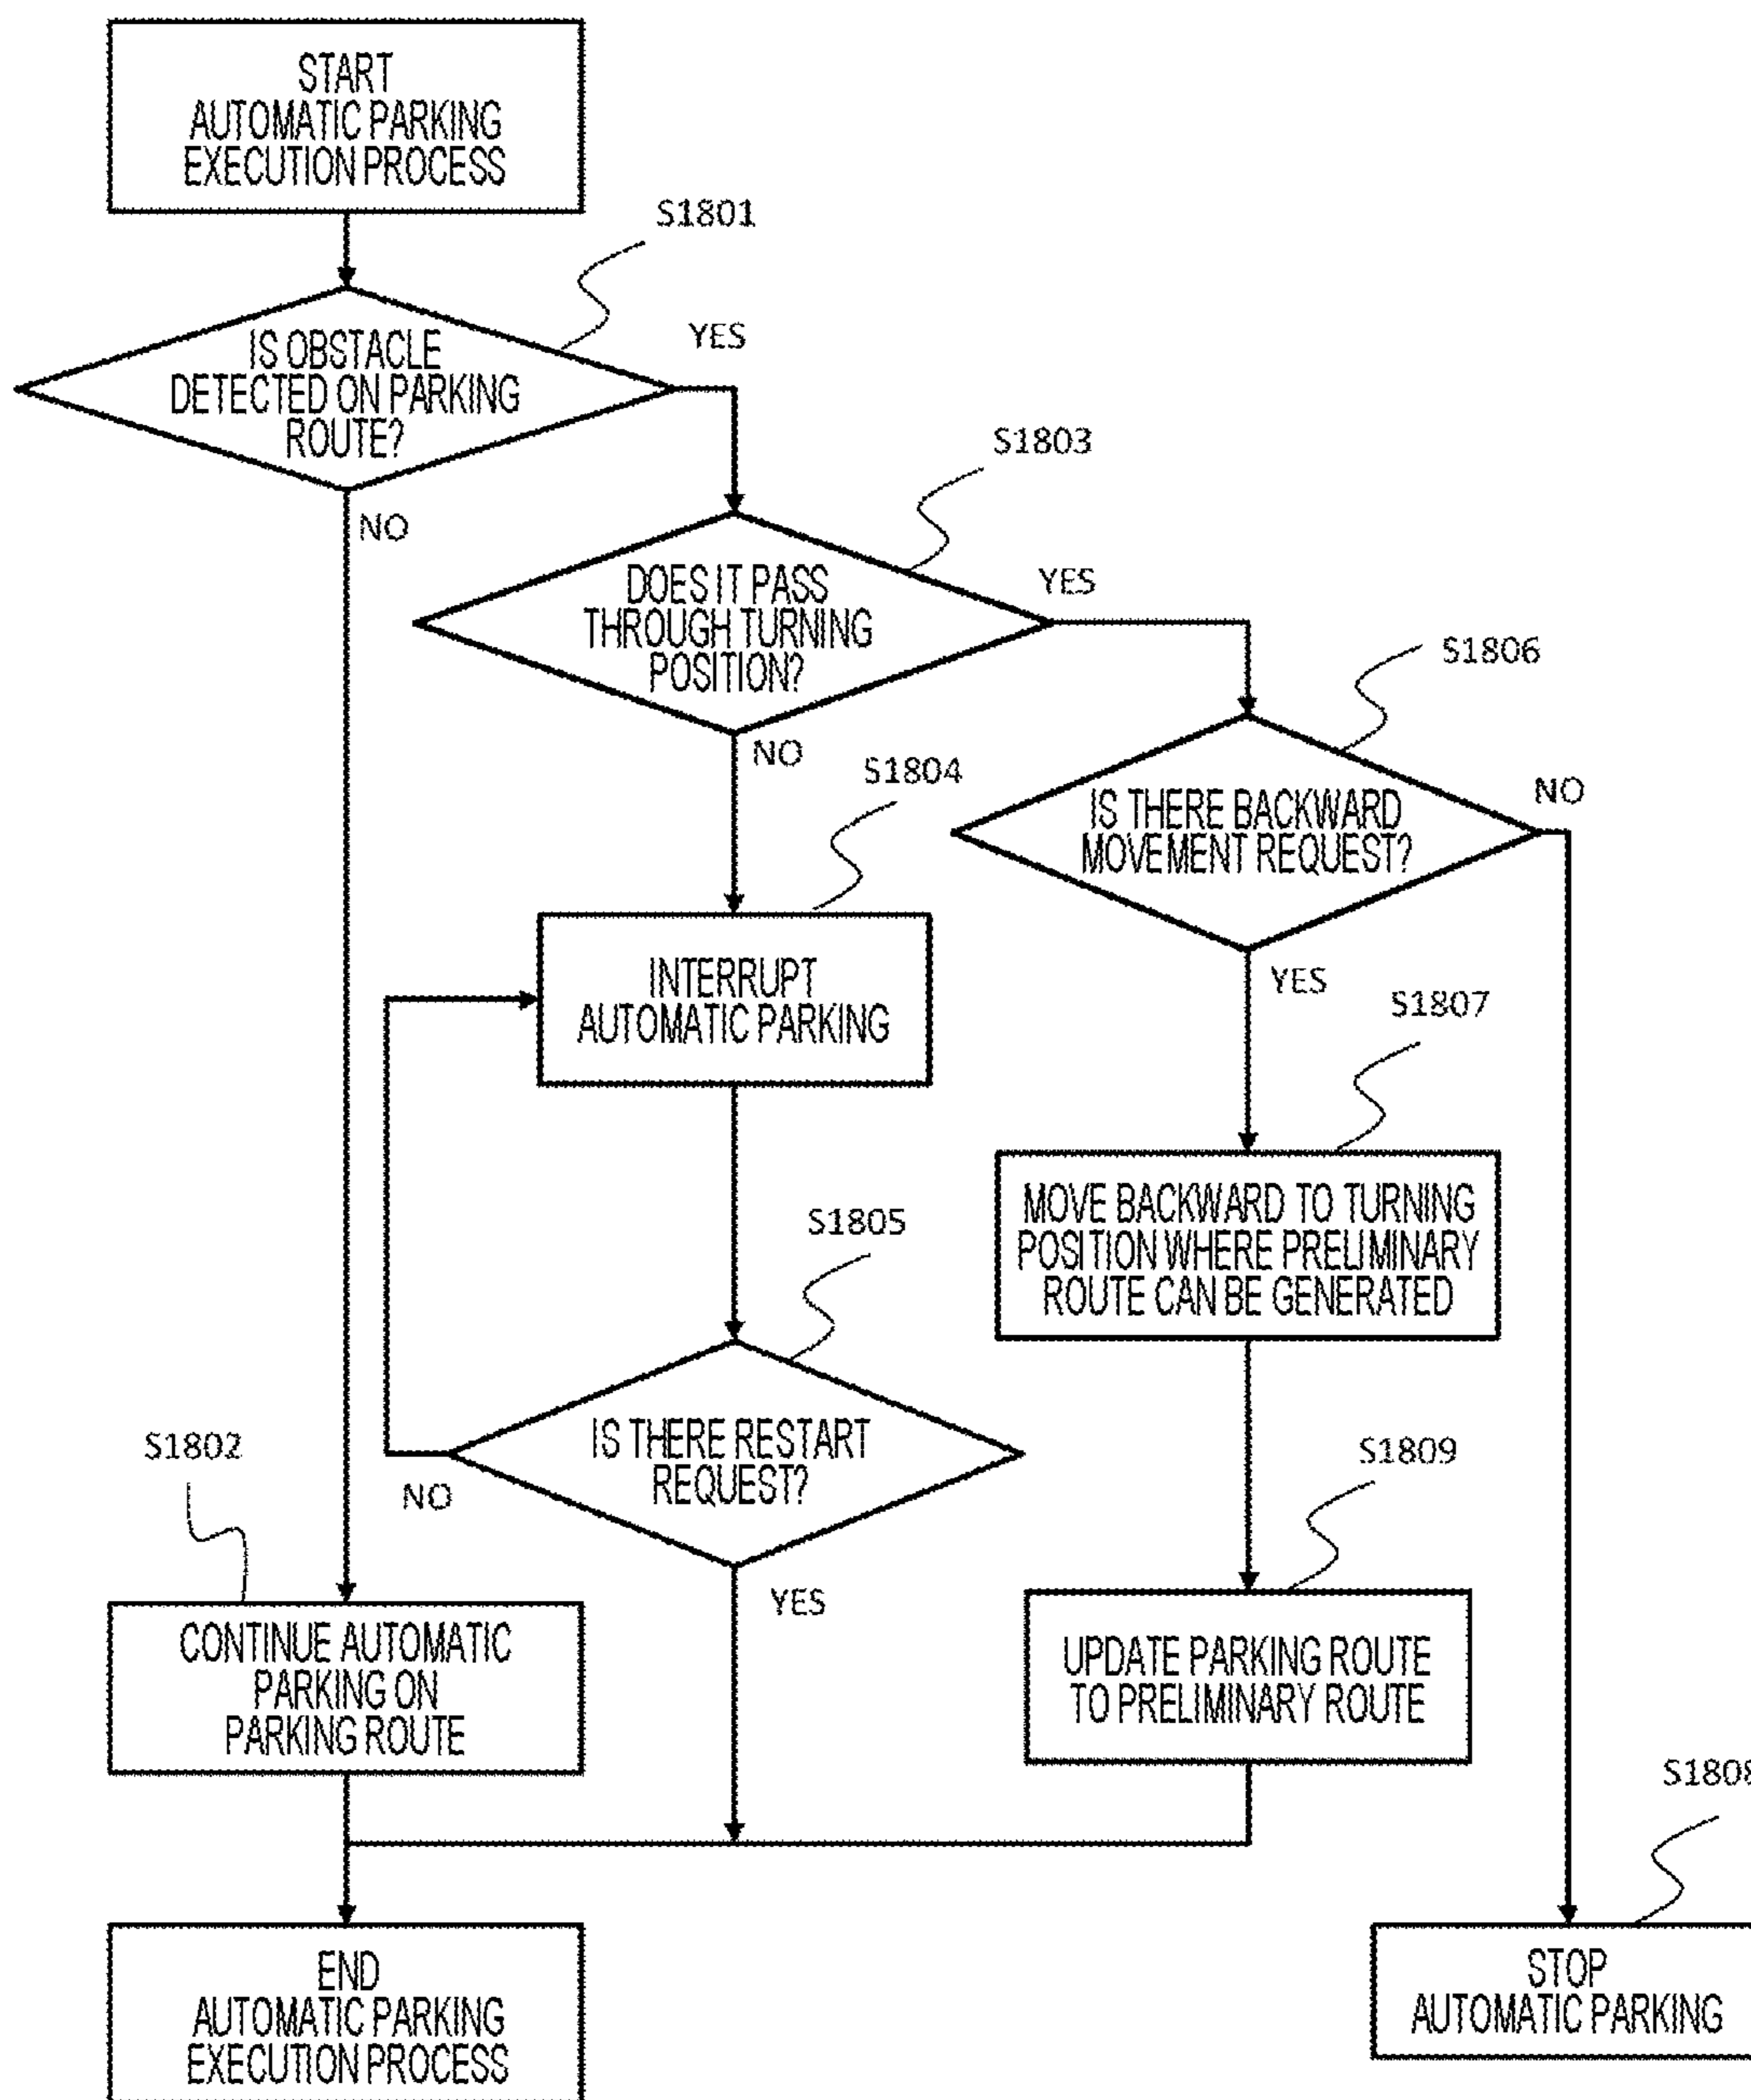 START
AUTOMATIC PARKING
EXECUTION PROCESS
S1801
IS OBSTACLE
DETECTED ON PARKING
ROUTE?
YES
NO
S1803
DOES IT PASS
THROUGH TURNING
POSITION?
YES
NO
S1806
IS THERE BACKWARD
MOVEMENT REQUEST?
NO
YES
S1804
INTERRUPT
AUTOMATIC PARKING
S1807
MOVE BACKWARD TO TURNING
POSITION WHERE PRELIMINARY
ROUTE CAN BE GENERATED
S1805
IS THERE RESTART
REQUEST?
NO
YES
S1802
CONTINUE AUTOMATIC
PARKING ON
PARKING ROUTE
S1809
UPDATE PARKING ROUTE
TO PRELIMINARY ROUTE
S1808
STOP
AUTOMATIC PARKING
END
AUTOMATIC PARKING
EXECUTION PROCESS